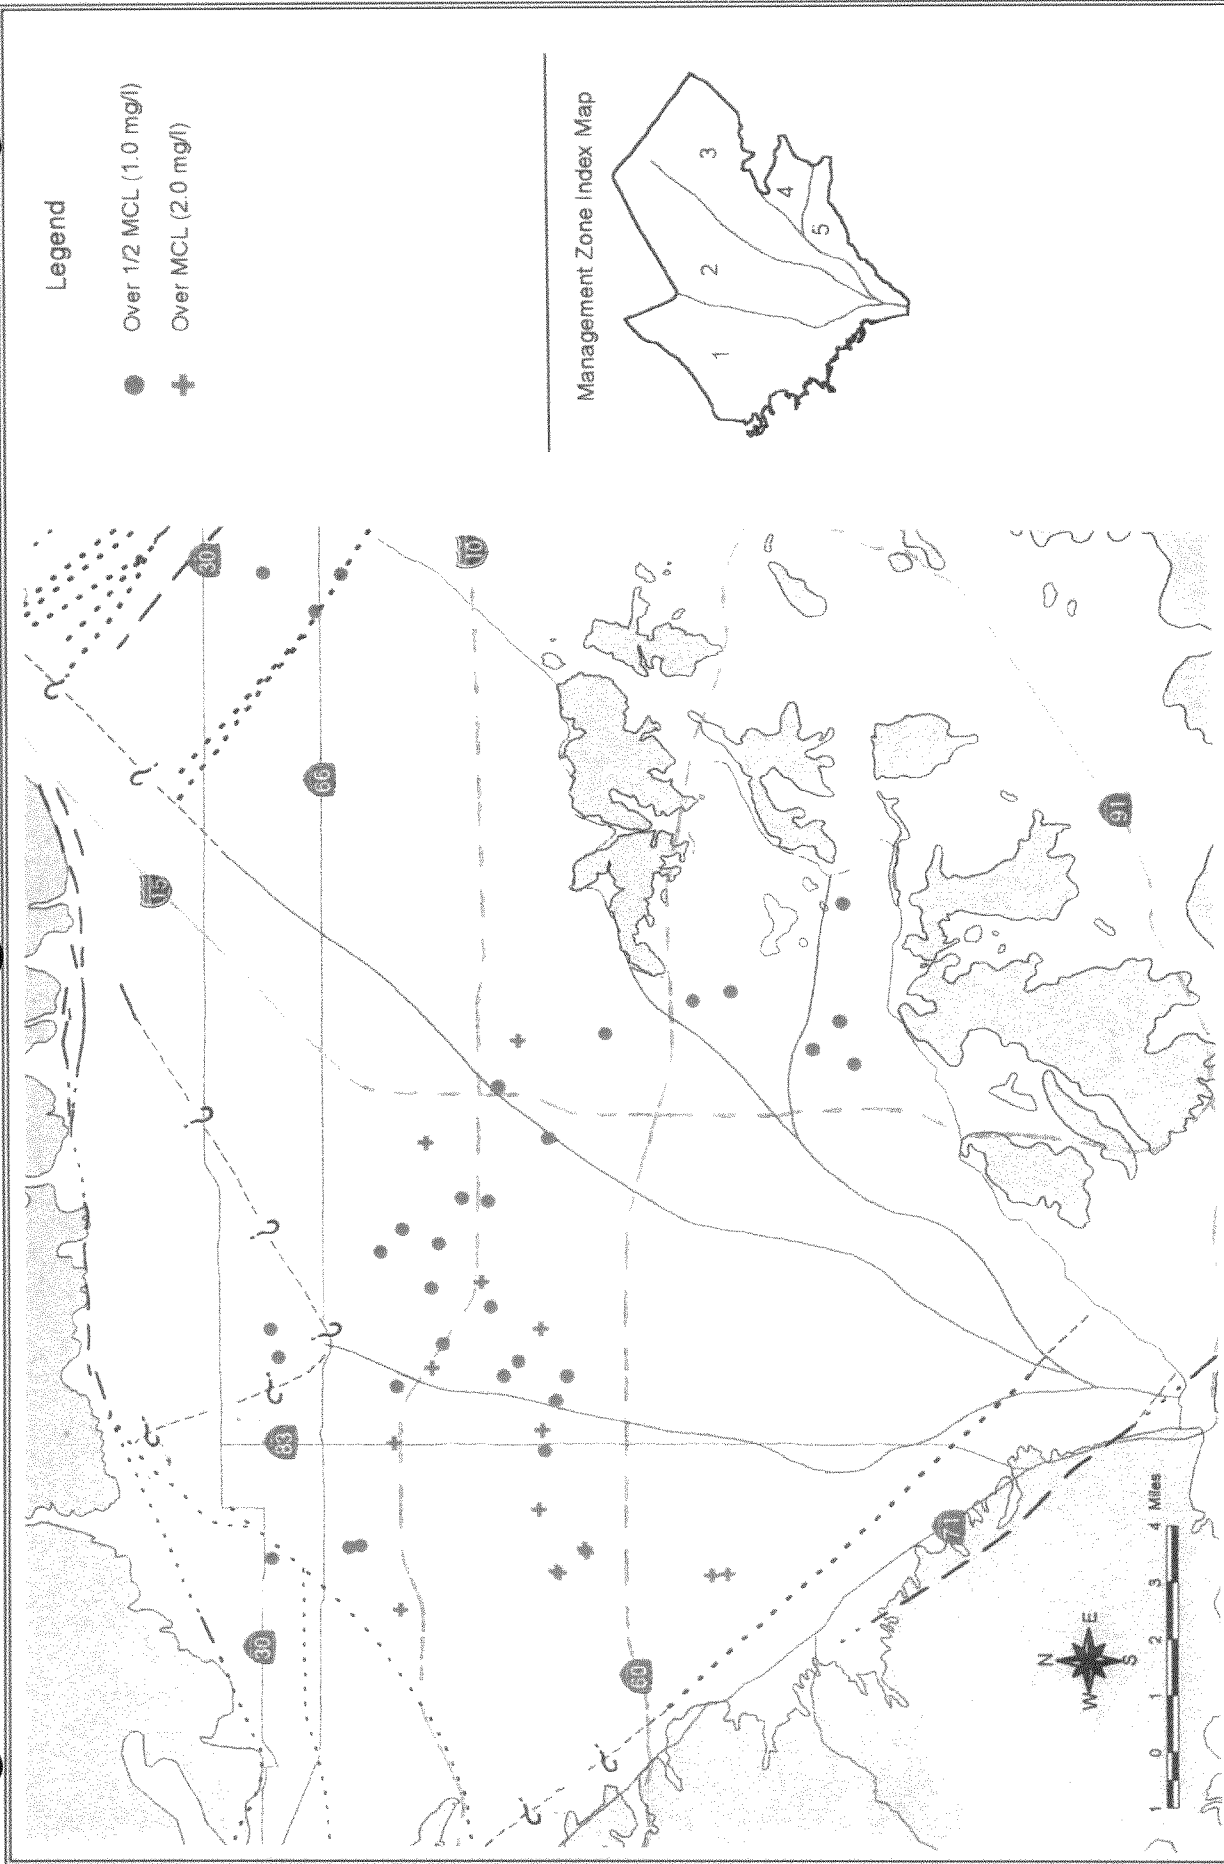 Legend
Over 1/2 MCL (1.0 mg/l)
Over MCL (2.0 mg/l)
Management Zone Index Map
1
2
3
4
5
30
83
15
66
30
10
60
71
91
?
?
?
?
?
?
?
?
?
N
W
E
S
1 0 1 2 3 4 Miles